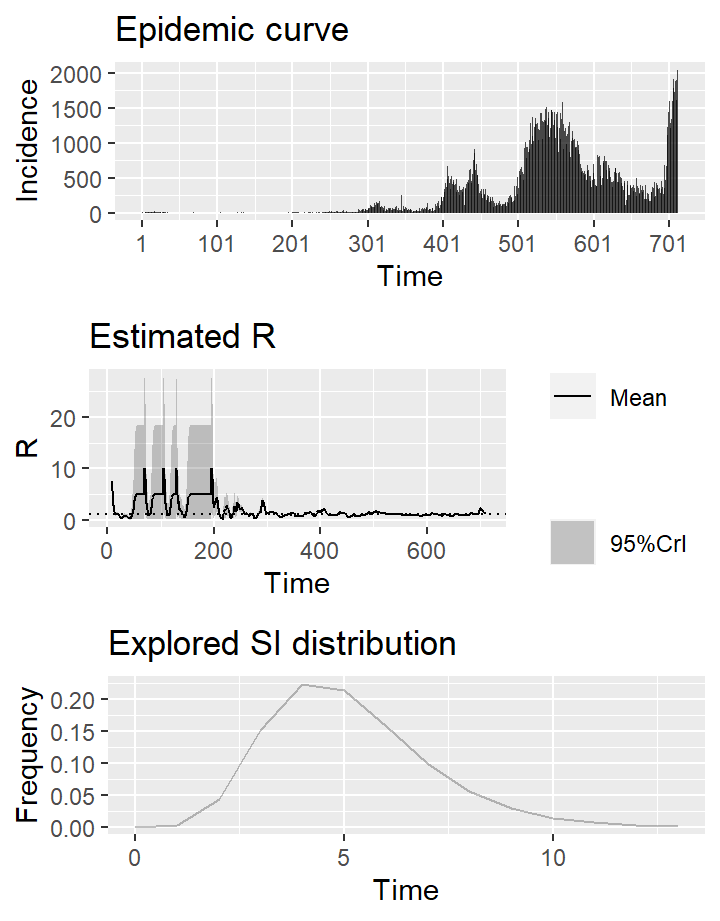 Epidemic curve
Incidence
2000
1500
1000
500
0
1 101 201 301 401 501 601 701
Time
Estimated R
R
20
10
0
0 200 400 600
Time
Mean
95%CrI
Explored SI distribution
Frequency
0.20
0.15
0.10
0.05
0.00
0 5 10
Time